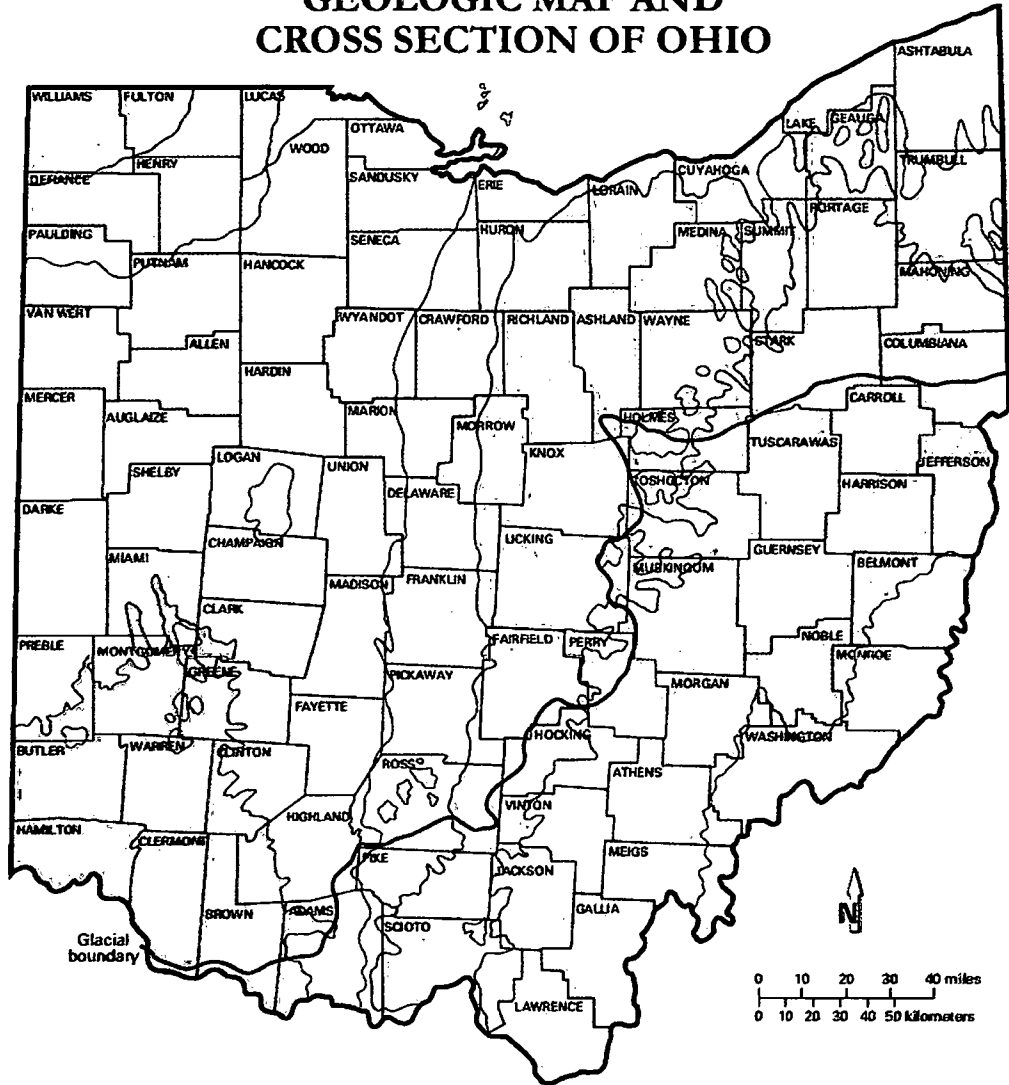 GEOLOGIC MAP AND
CROSS SECTION OF OHIO
ASHTABULA
WILLIAMS
FULTON
LUCAS
OTTAWA
LAKE
GEAUGA
WOOD
HENRY
TRUMBULL
DEFIANCE
SANDUSKY
ERIE
LORAIN
CUYAHOGA
PORTAGE
PAULDING
SENECA
HURON
MEDINA
SUMMIT
PUTNAM
HANCOCK
MAHONING
VAN WERT
WYANDOT
CRAWFORD
RICHLAND
ASHLAND
WAYNE
ALLEN
STARK
COLUMBIANA
HARDIN
MERCER
CARROLL
AUGLAIZE
MARION
MORROW
HOLMES
TUSCARAWAS
KNOX
LOGAN
UNION
JEFFERSON
SHELBY
COSHOCTON
HARRISON
DELAWARE
DARKE
CHAMPAIGN
LICKING
GUERNSEY
MIAMI
BELMONT
MUSKINGUM
MADISON
FRANKLIN
CLARK
PREBLE
MONTGOMERY
FAIRFIELD
PERRY
NOBLE
MONROE
GREENE
PICKAWAY
MORGAN
FAYETTE
BUTLER
WARREN
CLINTON
HOCKING
WASHINGTON
ROSS
ATHENS
VINTON
HIGHLAND
HAMILTON
CLERMONT
MEIGS
PIKE
JACKSON
GALLIA
BROWN
ADAMS
SCIOTO
N
Glacial
boundary
0 10 20 30 40 miles
0 10 20 30 40 50 kilometers
LAWRENCE